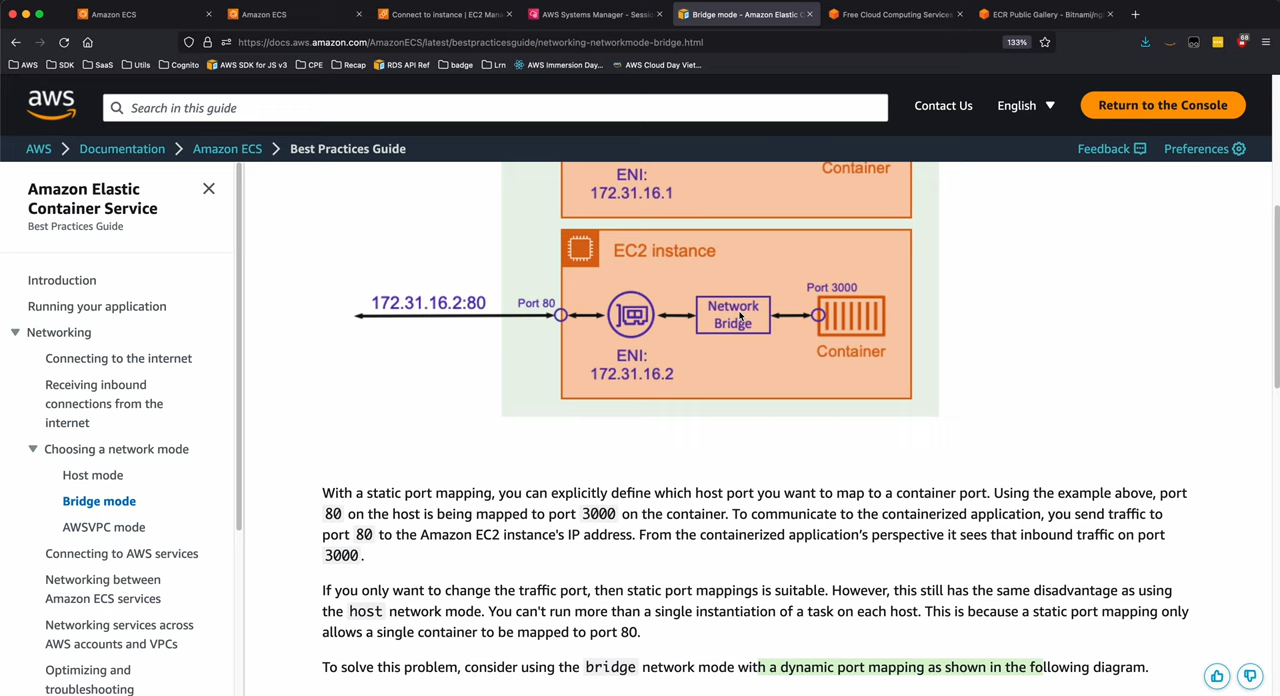 Amazon ECS
Amazon ECS
Connect to instance | EC2 Mana
AWS Systems Manager - Sessio
Bridge mode - Amazon Elastic C
Free Cloud Computing Services
ECR Public Gallery - Bitnami/ng
https://docs.aws.amazon.com/AmazonECS/latest/bestpracticesguide/networking-networkmode-bridge.html
133%
68
AWS
SDK
SaaS
Utils
Cognito
AWS SDK for JS v3
CPE
Recap
RDS API Ref
badge
Lrn
AWS Immersion Day...
AWS Cloud Day Viet...
aws
Search in this guide
Contact Us
English
Return to the Console
AWS
Documentation
Amazon ECS
Best Practices Guide
Feedback
Preferences
Amazon Elastic
Container Service
Best Practices Guide
Introduction
Running your application
Networking
Connecting to the internet
Receiving inbound
connections from the
internet
Choosing a network mode
Host mode
Bridge mode
AWSVPC mode
Connecting to AWS services
Networking between
Amazon ECS services
Networking services across
AWS accounts and VPCs
Optimizing and
troubleshooting
ENI:
172.31.16.1
Container
EC2 instance
172.31.16.2:80
Port 80
Network
Bridge
Port 3000
ENI:
172.31.16.2
Container
With a static port mapping, you can explicitly define which host port you want to map to a container port. Using the example above, port
80 on the host is being mapped to port 3000 on the container. To communicate to the containerized application, you send traffic to
port 80 to the Amazon EC2 instance's IP address. From the containerized application's perspective it sees that inbound traffic on port
3000.
If you only want to change the traffic port, then static port mappings is suitable. However, this still has the same disadvantage as using
the host network mode. You can't run more than a single instantiation of a task on each host. This is because a static port mapping only
allows a single container to be mapped to port 80.
To solve this problem, consider using the bridge network mode with a dynamic port mapping as shown in the following diagram.